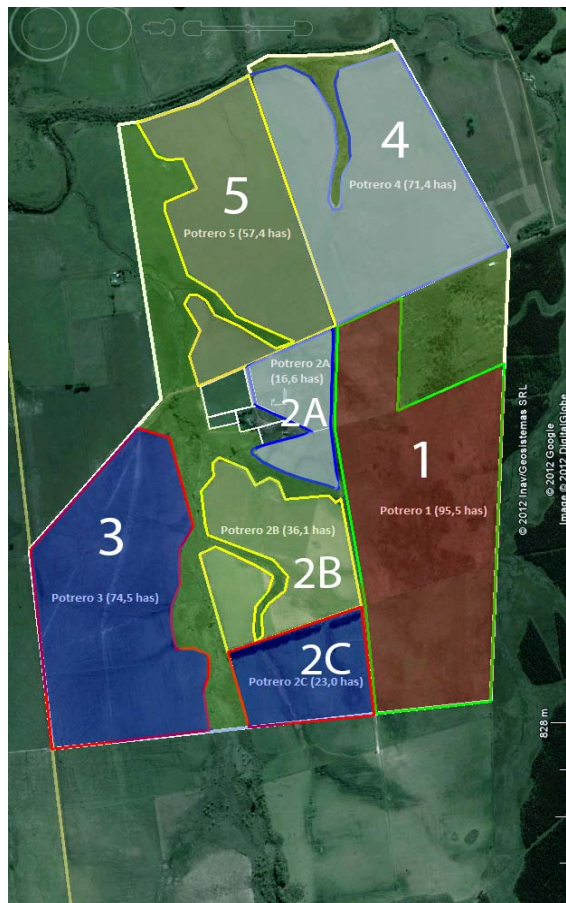 4
Potrero 4 (71,4 has)
5
Potrero 5 (57,4 has)
Potrero 2A
(16,6 has)
2A
1
Potrero 1 (95,5 has)
3
Potrero 3 (74,5 has)
Potrero 2B (36,1 has)
2B
2C
Potrero 2C (23,0 has)
© 2012 Inav/Geosistemas SRL
© 2012 Google
Image © 2012 DigitalGlobe
828 m